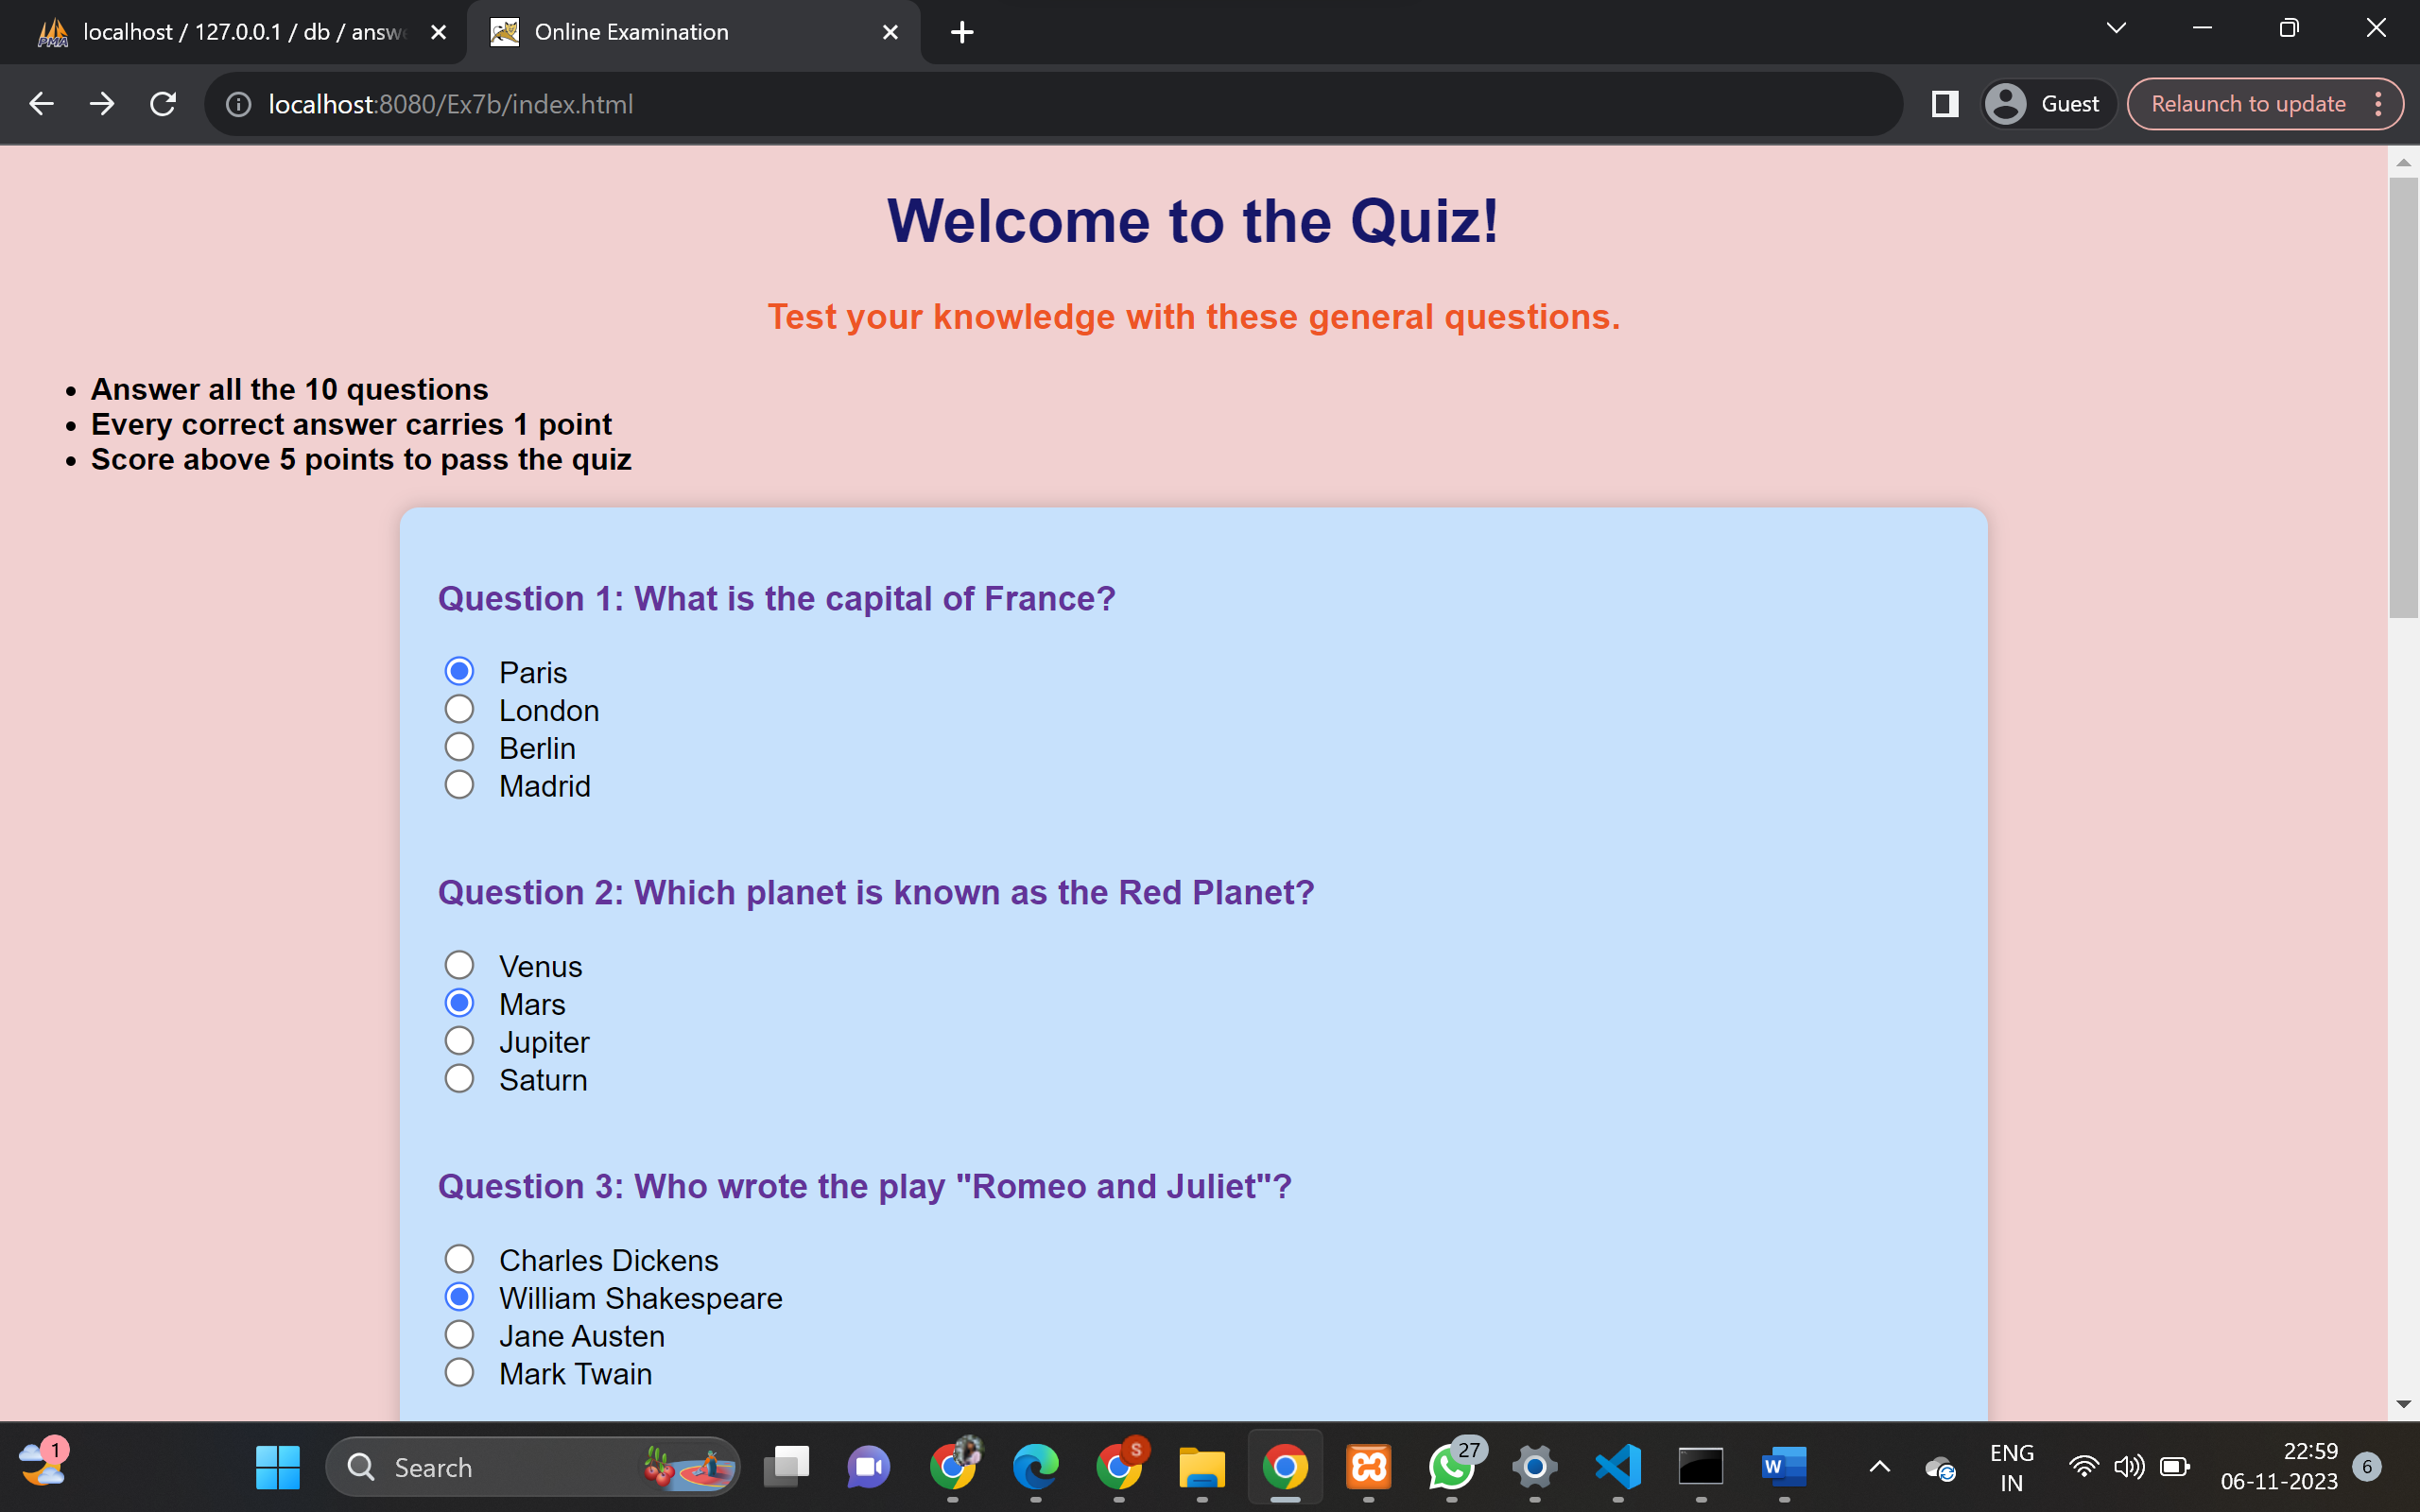 localhost / 127.0.0.1 / db / answe
Online Examination
localhost:8080/Ex7b/index.html
Guest
Relaunch to update
Welcome to the Quiz!
Test your knowledge with these general questions.
Answer all the 10 questions
Every correct answer carries 1 point
Score above 5 points to pass the quiz
Question 1: What is the capital of France?
Paris
London
Berlin
Madrid
Question 2: Which planet is known as the Red Planet?
Venus
Mars
Jupiter
Saturn
Question 3: Who wrote the play "Romeo and Juliet"?
Charles Dickens
William Shakespeare
Jane Austen
Mark Twain
1
Search
S
27
W
ENG
IN
22:59
06-11-2023
6
PMA